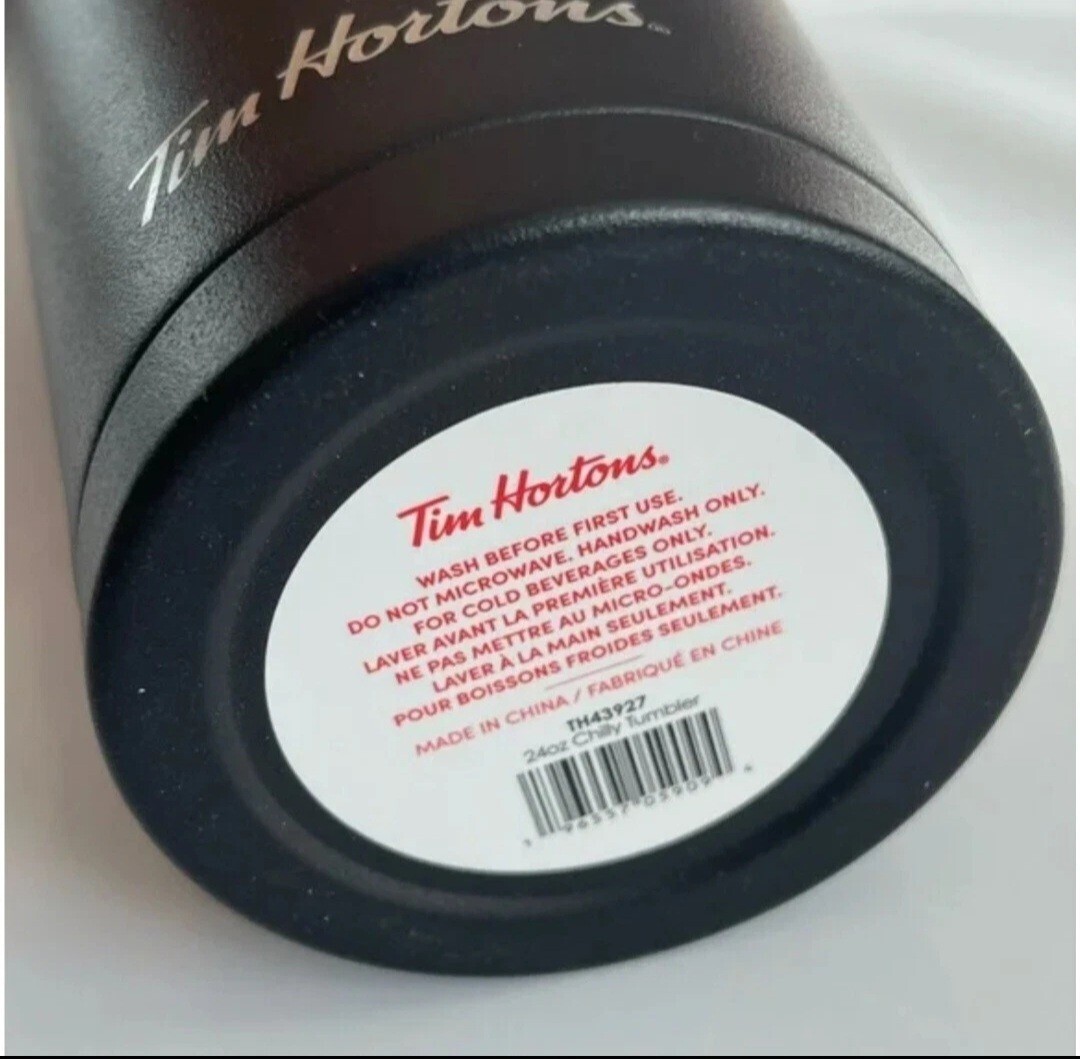 Tim Hortons
Tim Hortons®
WASH BEFORE FIRST USE.
DO NOT MICROWAVE. HANDWASH ONLY.
FOR COLD BEVERAGES ONLY.
LAVER AVANT LA PREMIÈRE UTILISATION.
NE PAS METTRE AU MICRO-ONDES.
LAVER À LA MAIN SEULEMENT.
POUR BOISSONS FROIDES SEULEMENT.
MADE IN CHINA / FABRIQUÉ EN CHINE
TH43927
24oz Chilly Tumbler